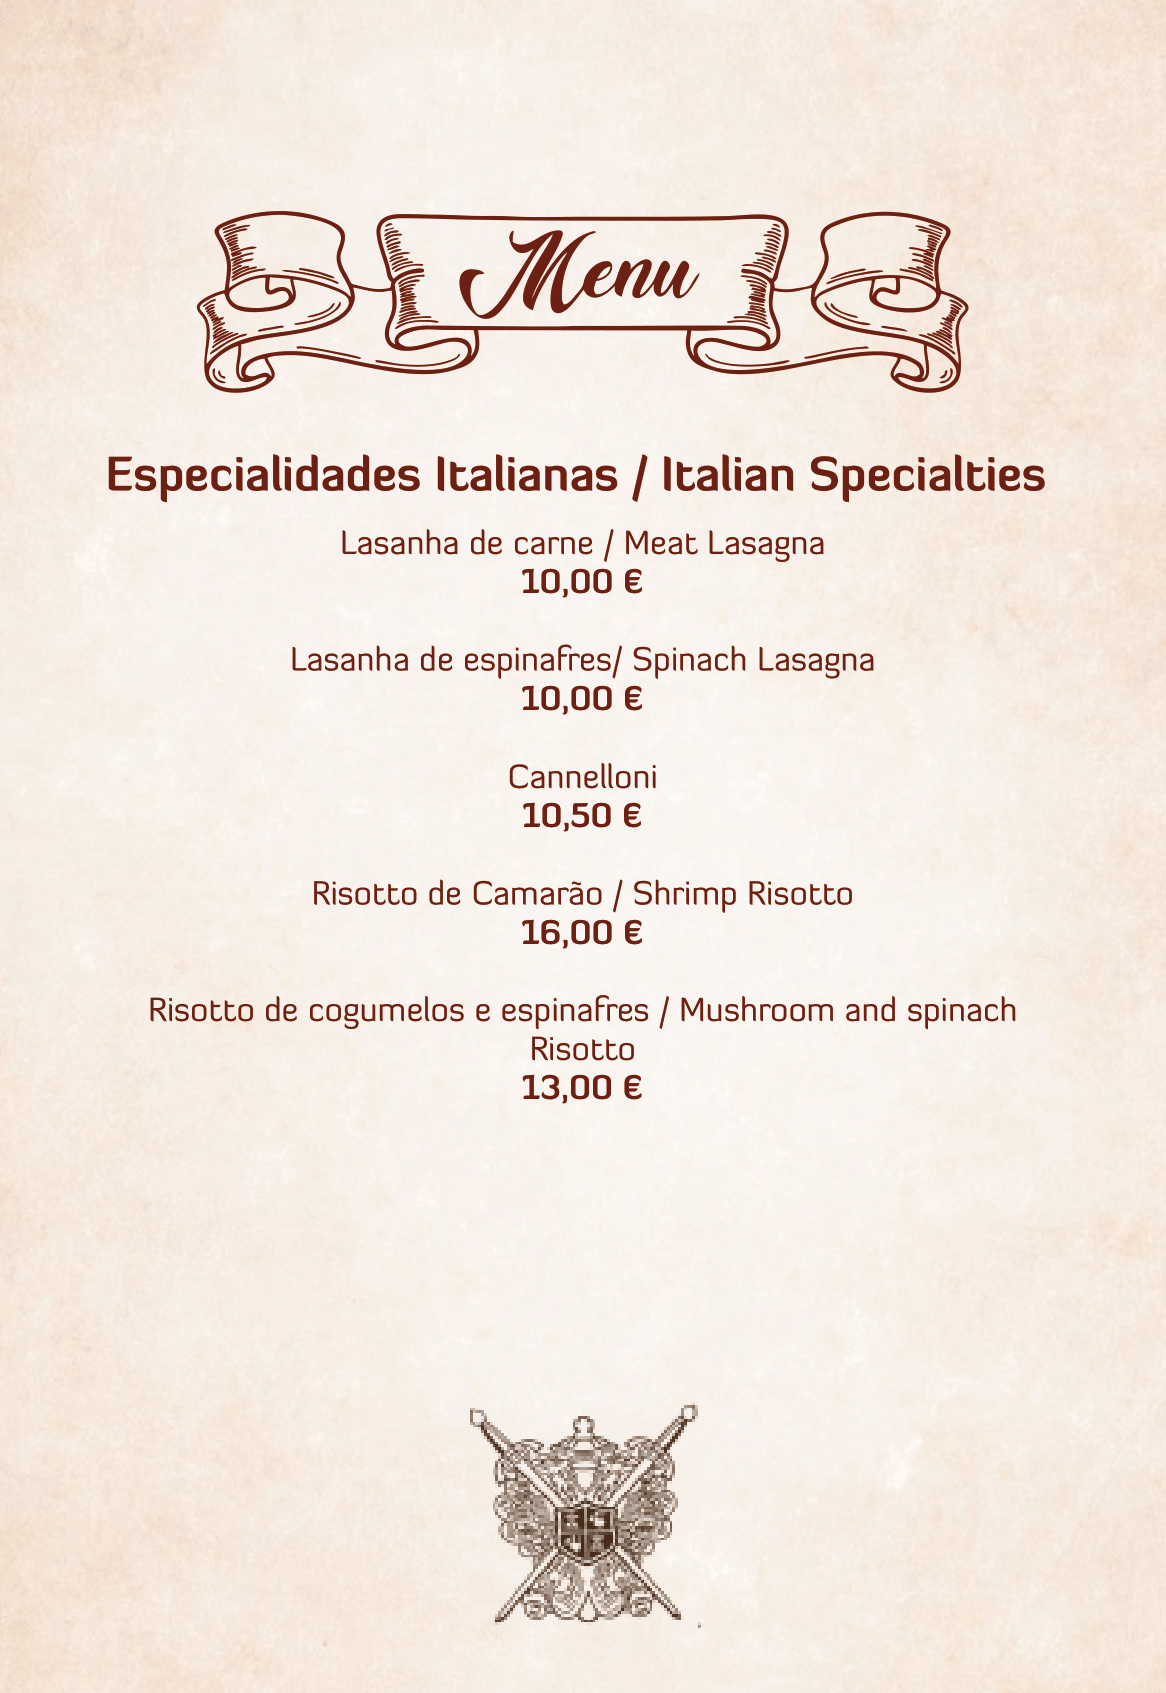 Menu
Especialidades Italianas / Italian Specialties
Lasanha de carne / Meat Lasagna
10,00 €
Lasanha de espinafres/ Spinach Lasagna
10,00 €
Cannelloni
10,50 €
Risotto de Camarão / Shrimp Risotto
16,00 €
Risotto de cogumelos e espinafres / Mushroom and spinach
Risotto
13,00 €